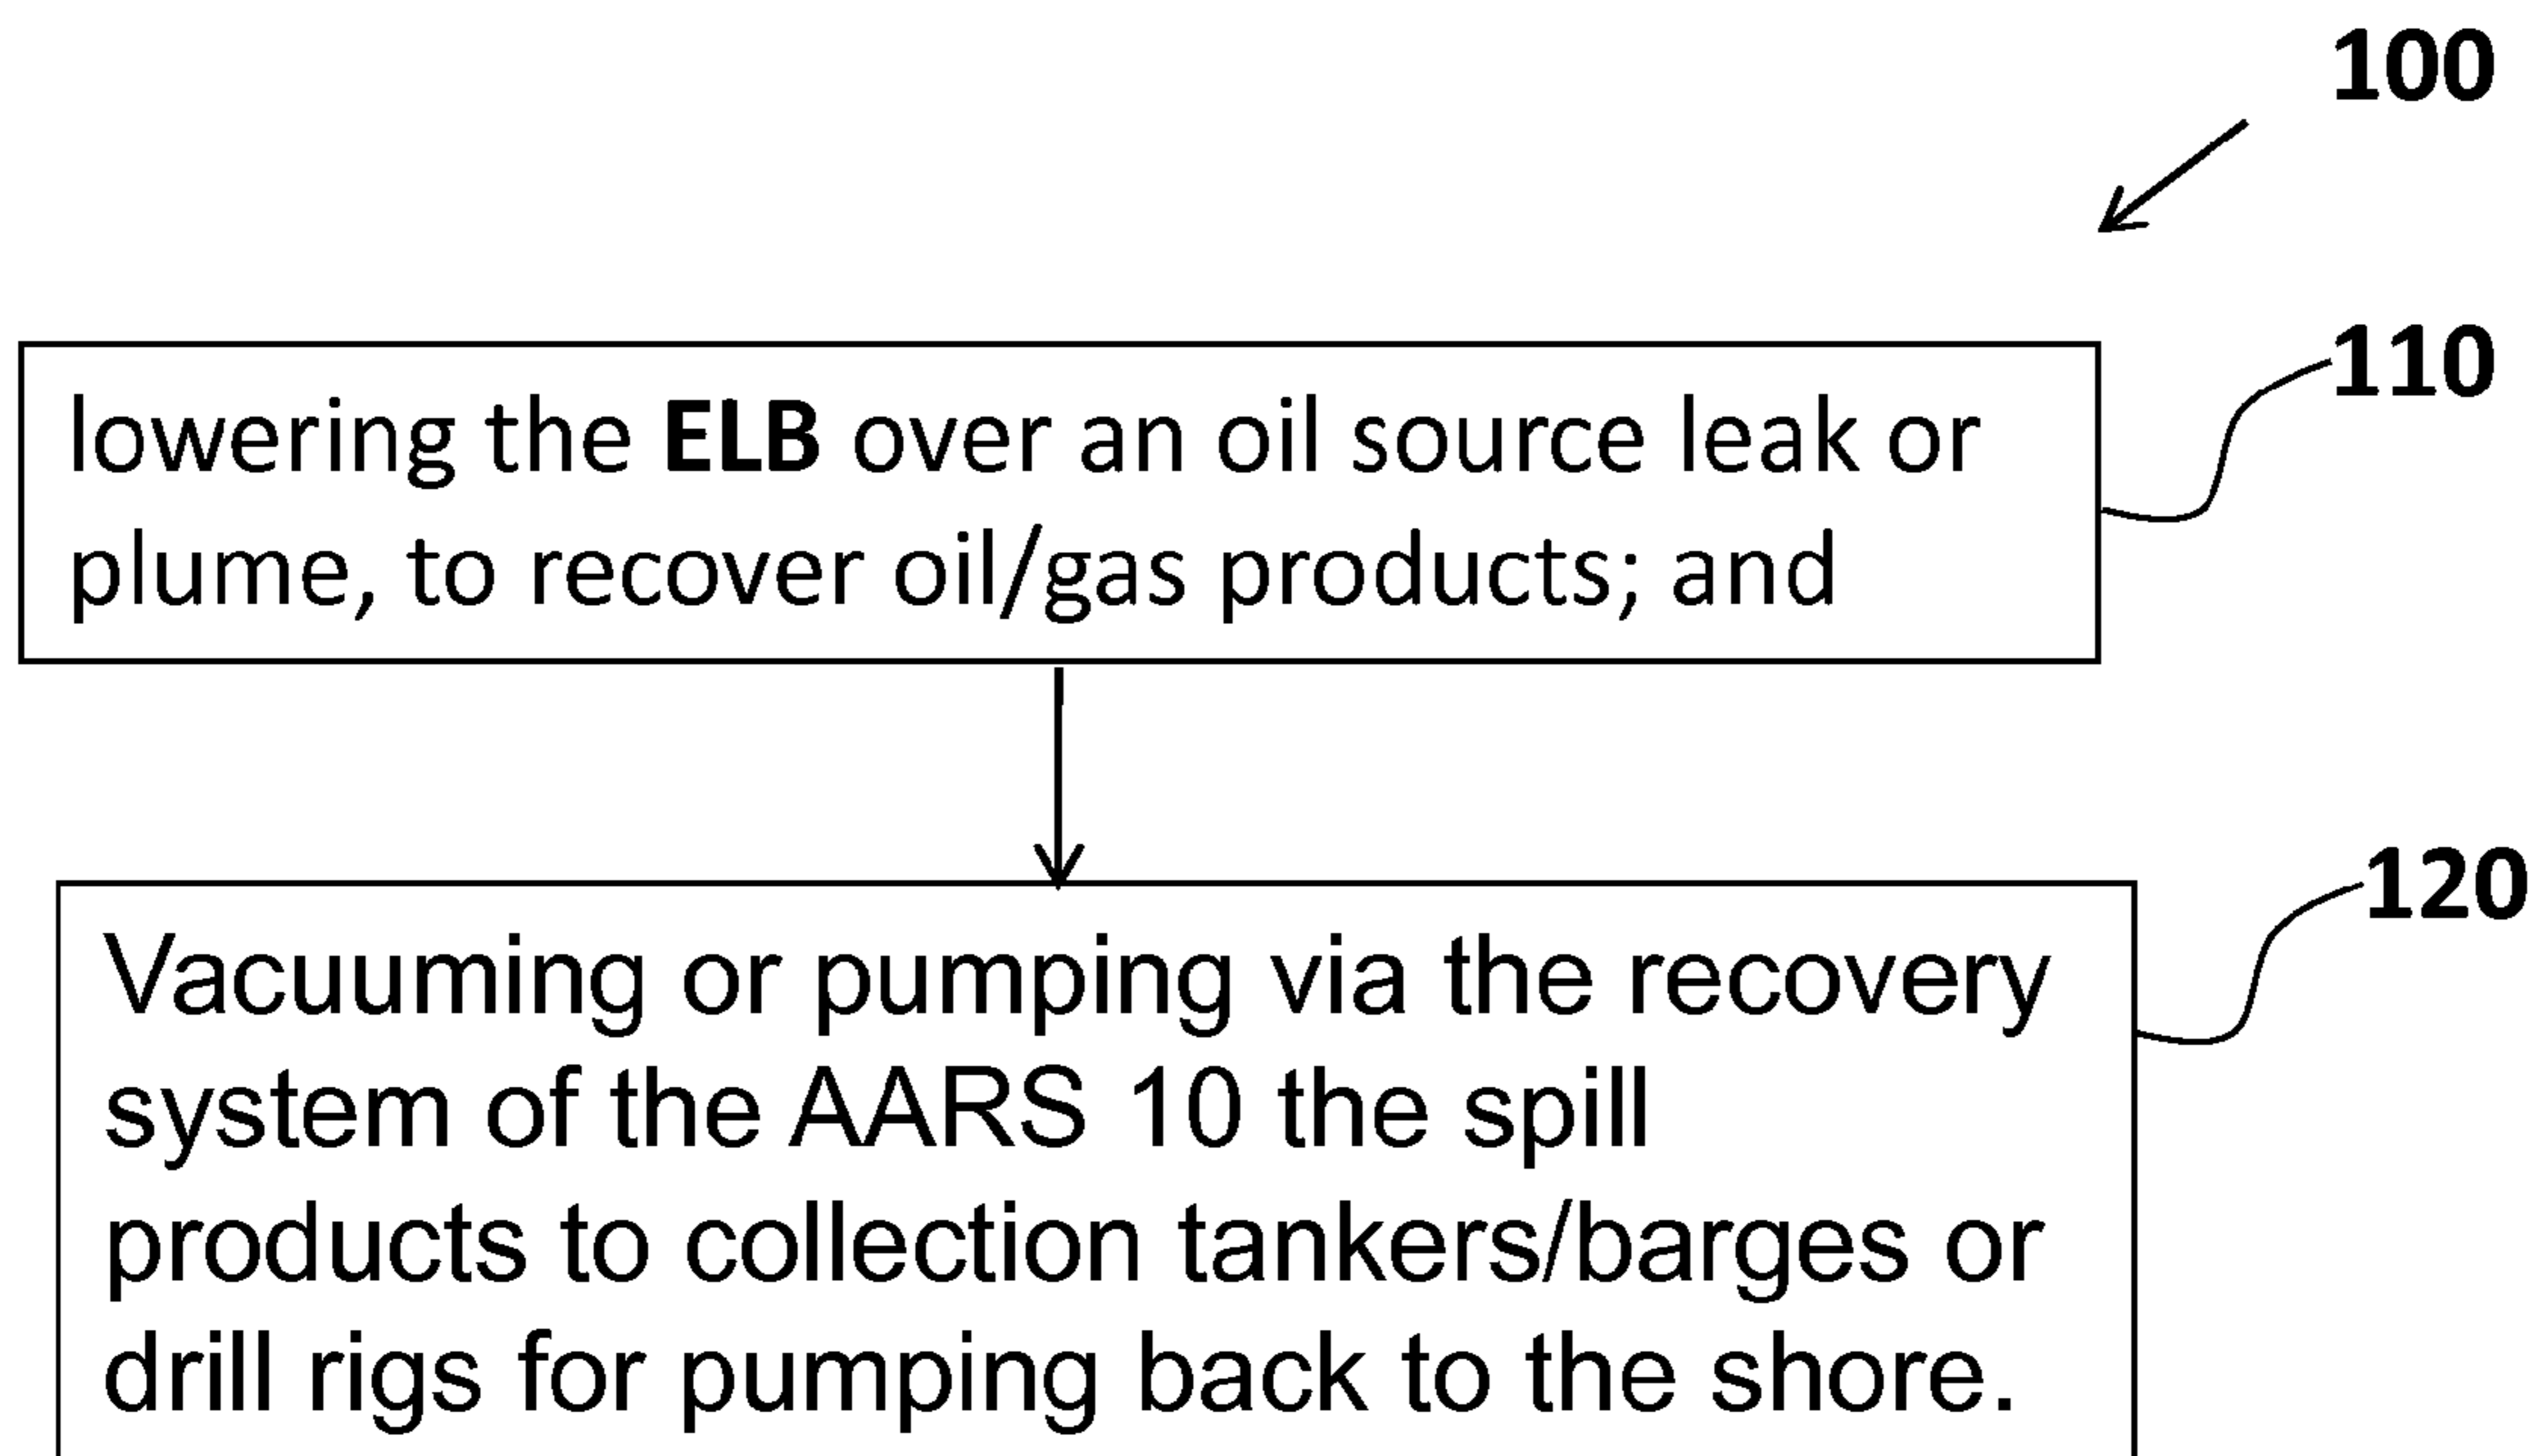 100
110
lowering the ELB over an oil source leak or
plume, to recover oil/gas products; and
120
Vacuuming or pumping via the recovery
system of the AARS 10 the spill
products to collection tankers/barges or
drill rigs for pumping back to the shore.